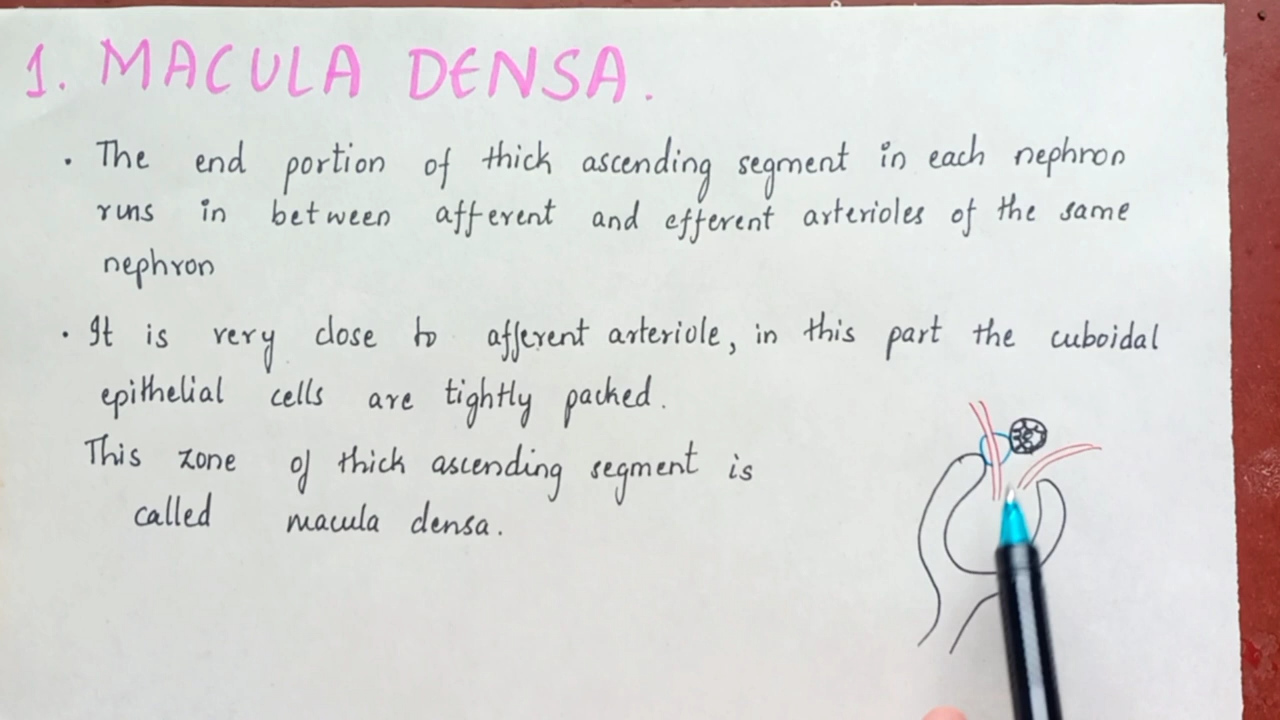 1. MACULA DENSA.
. The end portion of thick ascending segment in each nephron
runs in between afferent and efferent arterioles of the same
nephron
. It is very close to afferent arteriole, in this part the cuboidal
epithelial cells are tightly packed.
This zone of thick ascending segment is
called macula densa.